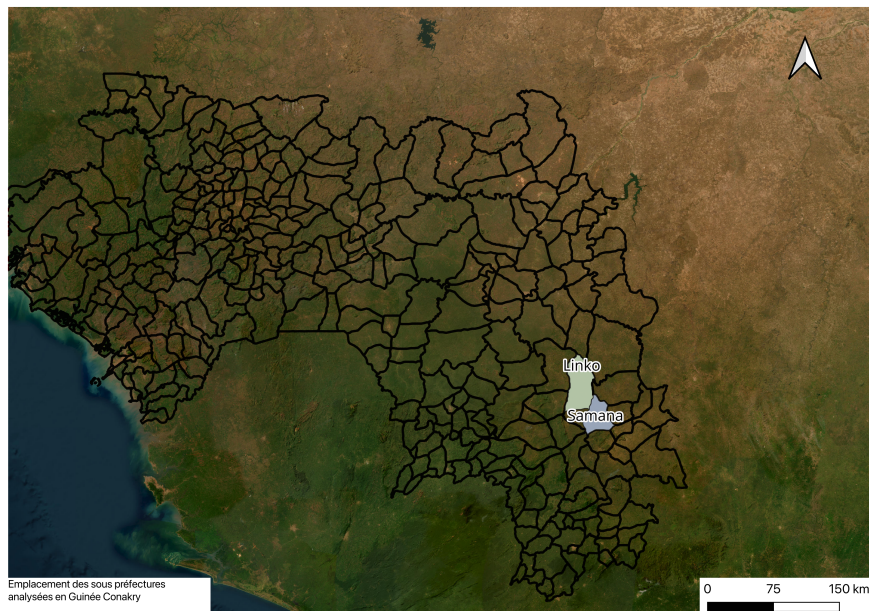 Linko
Samana
Emplacement des sous préfectures
analysées en Guinée Conakry
0 75 150 km